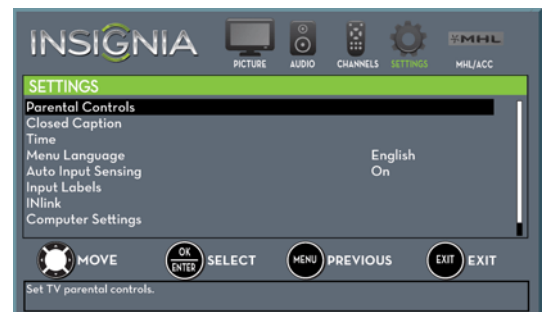 INSIGNIA
PICTURE AUDIO CHANNELS SETTINGS MHL MHL/ACC
SETTINGS
Parental Controls
Closed Caption
Time
Menu Language English
Auto Input Sensing On
Input Labels
INlink
Computer Settings
MOVE OK ENTER SELECT MENU PREVIOUS EXIT EXIT
Set TV parental controls.